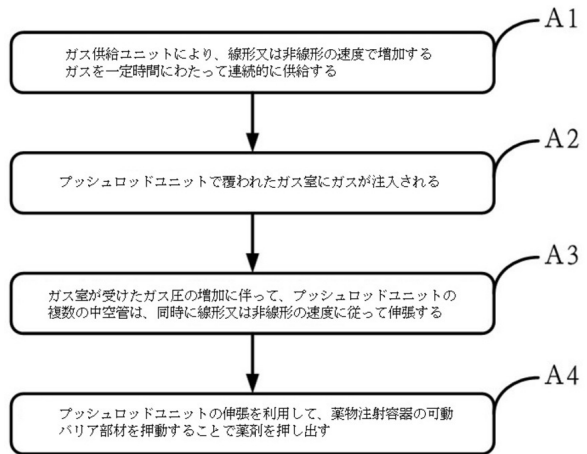 A1
ガス供給ユニットにより、線形又は非線形の速度で増加する
ガスを一定時間にわたって連続的に供給する
A2
プッシュロッドユニットで覆われたガス室にガスが注入される
A3
ガス室が受けたガス圧の増加に伴って、プッシュロッドユニットの
複数の中空管は、同時に線形又は非線形の速度に従って伸張する
A4
プッシュロッドユニットの伸張を利用して、薬物注射容器の可動
バリア部材を押動することで薬剤を押し出す